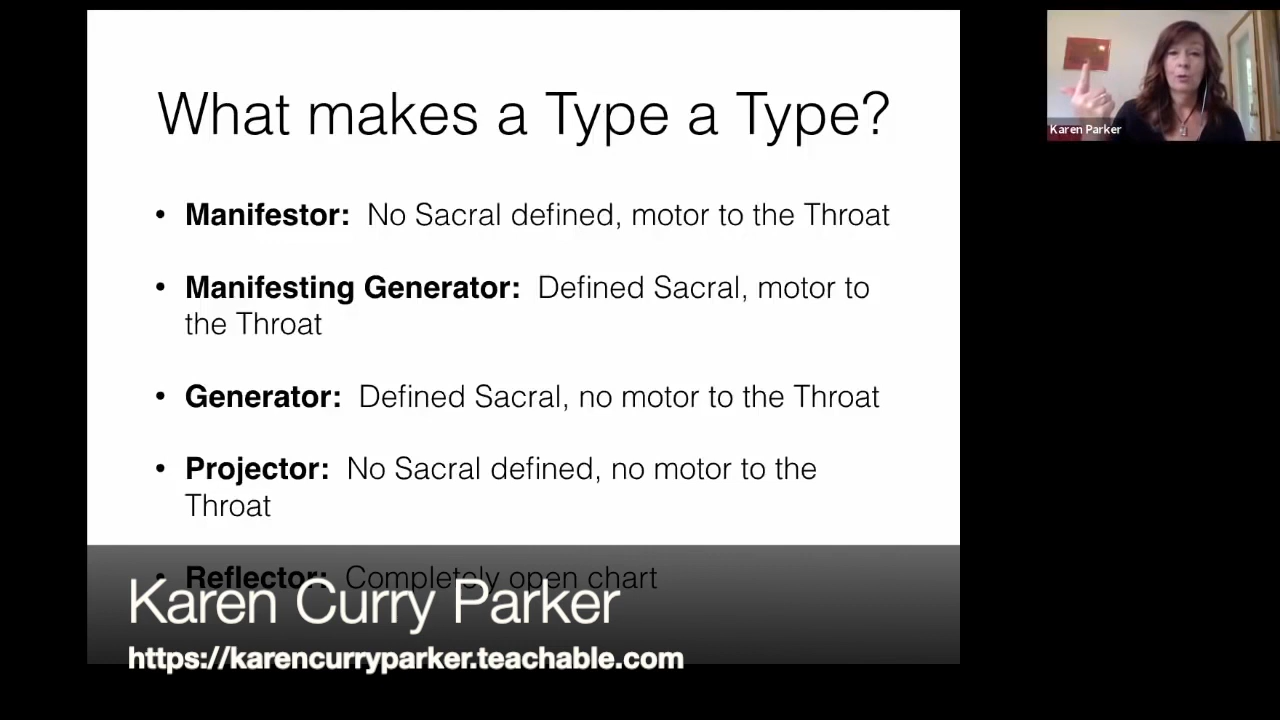 What makes a Type a Type?
• Manifestor: No Sacral defined, motor to the Throat
• Manifesting Generator: Defined Sacral, motor to
the Throat
• Generator: Defined Sacral, no motor to the Throat
• Projector: No Sacral defined, no motor to the
Throat
• Reflector: Completely open chart
Karen Curry Parker
https://karencurryparker.teachable.com
Karen Parker